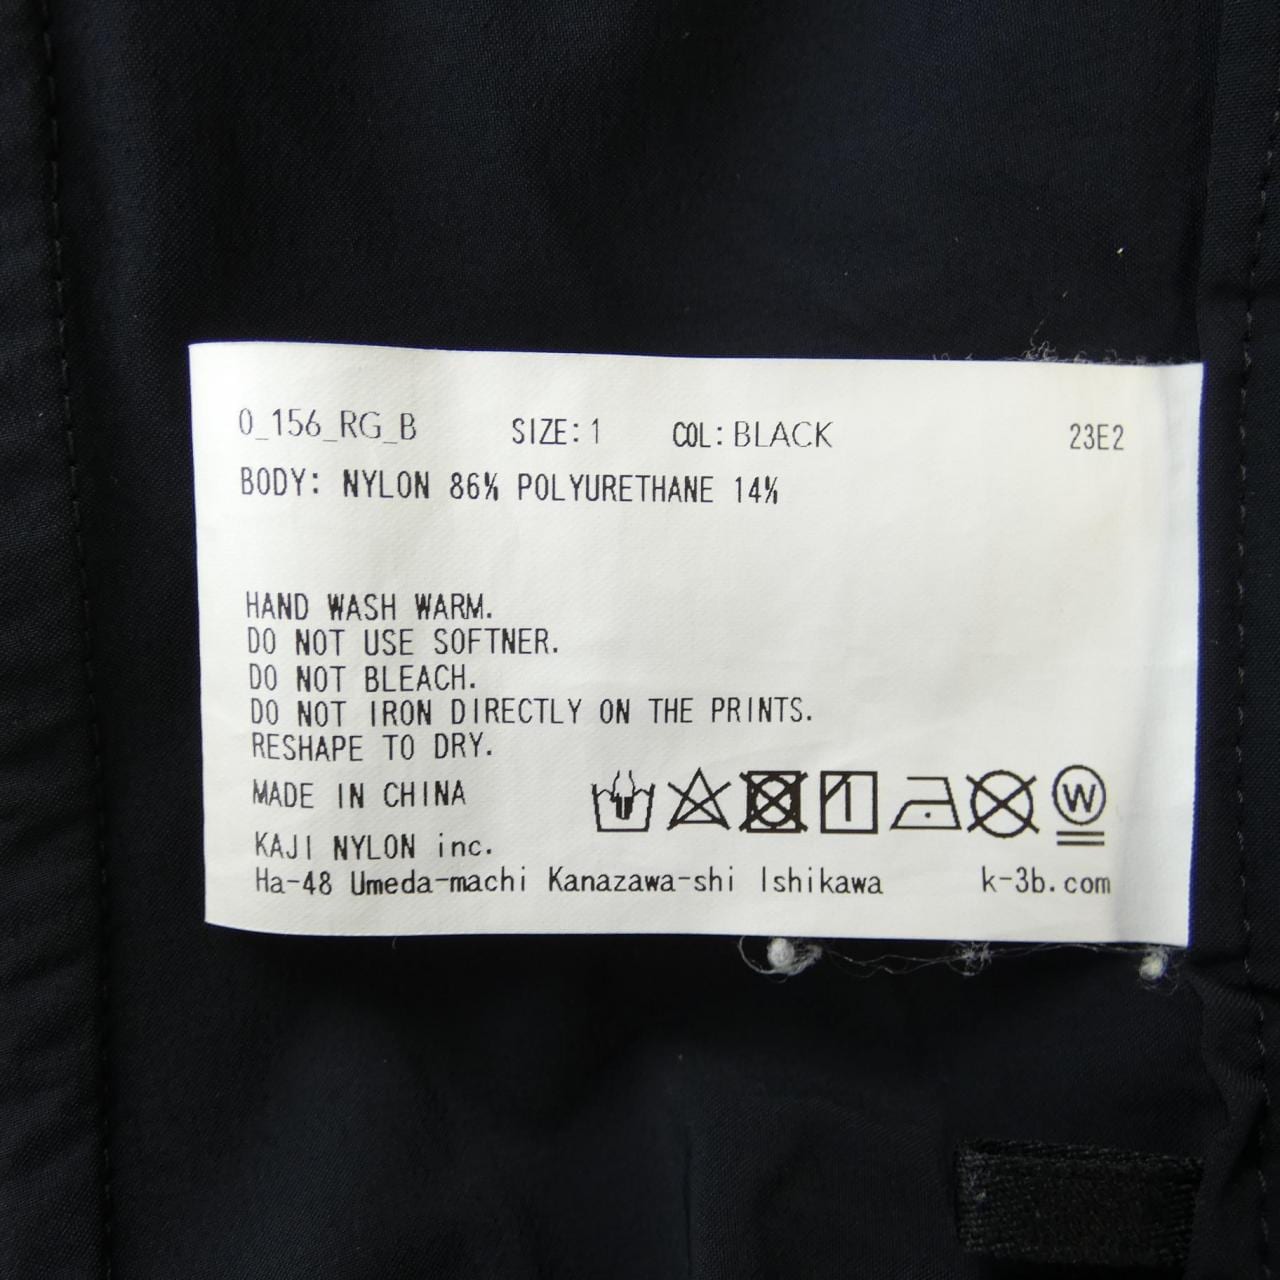 0_156_RG_B SIZE:1 COL:BLACK 23E2
BODY: NYLON 86% POLYURETHANE 14%
HAND WASH WARM.
DO NOT USE SOFTNER.
DO NOT BLEACH.
DO NOT IRON DIRECTLY ON THE PRINTS.
RESHAPE TO DRY.
MADE IN CHINA
W
KAJI NYLON inc.
Ha-48 Umeda-machi Kanazawa-shi Ishikawa k-3b.com